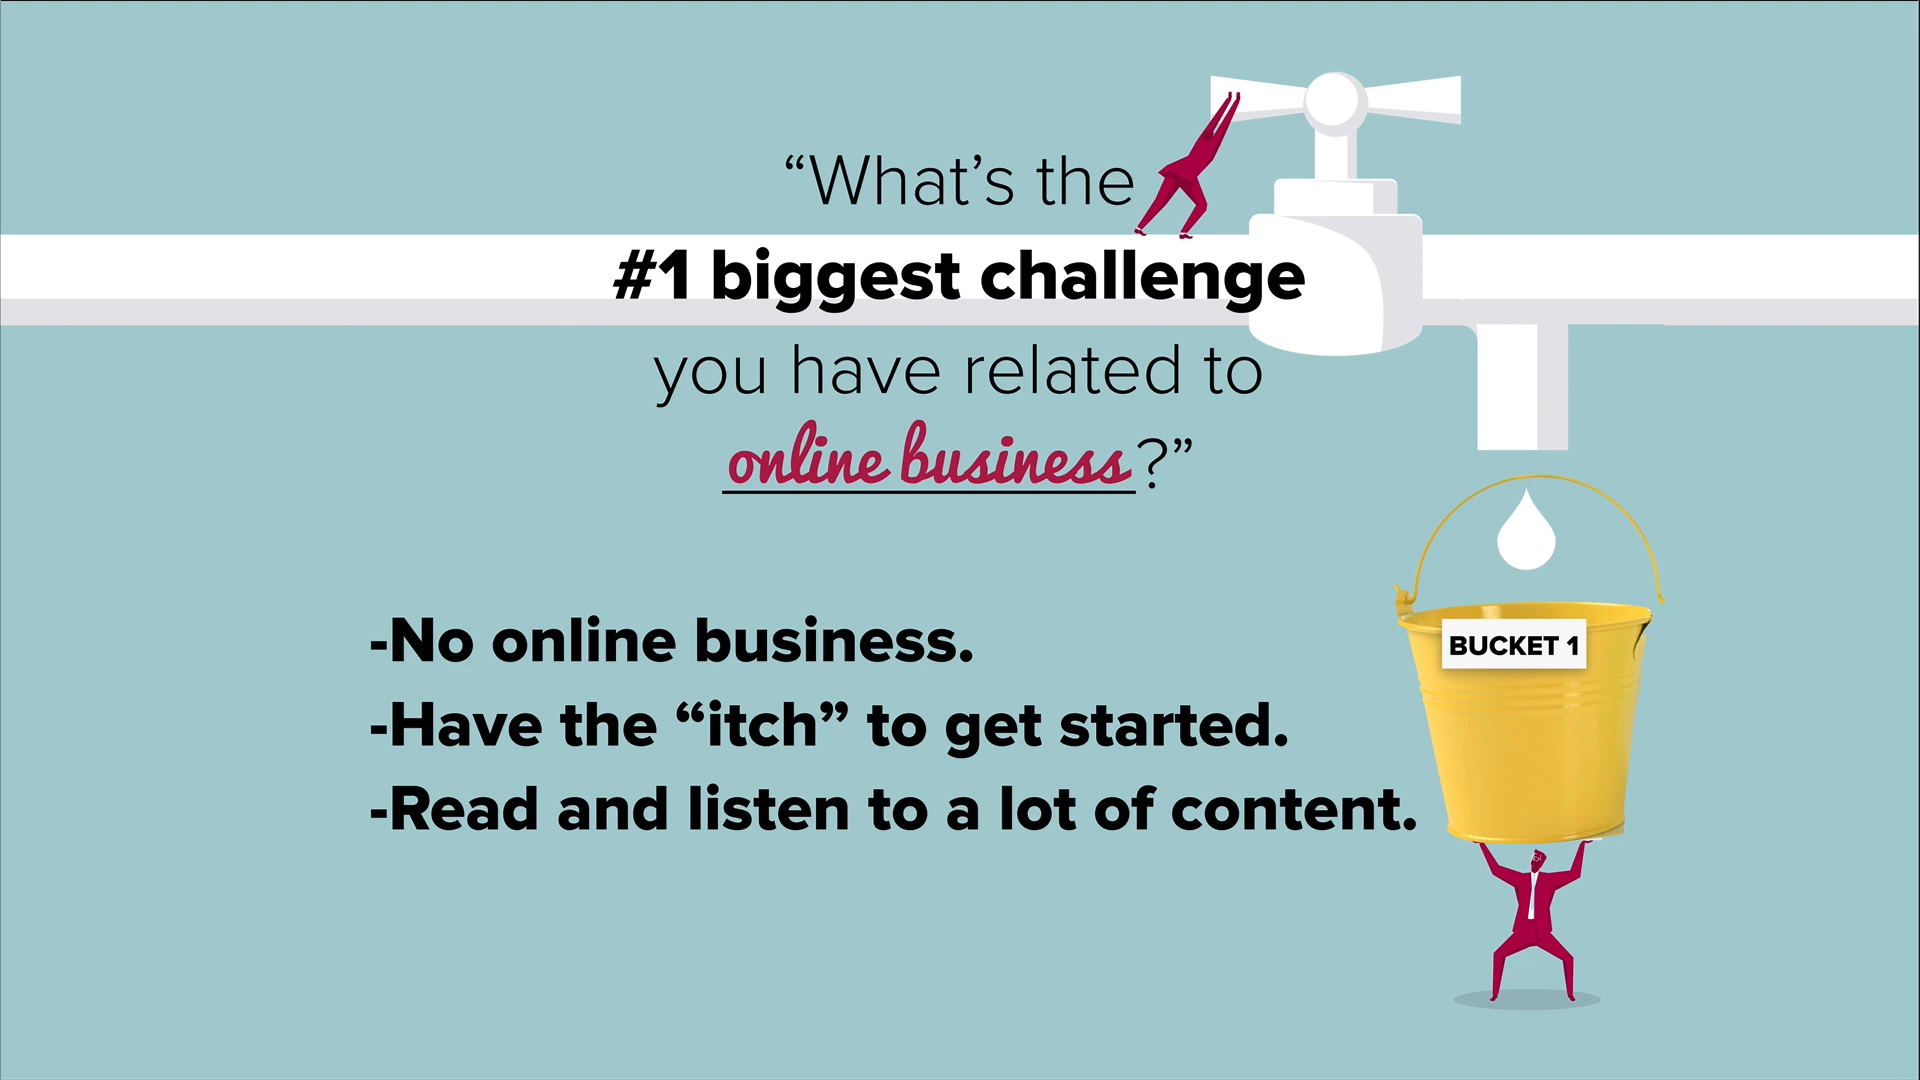 “What’s the
#1 biggest challenge
you have related to
online business?”
-No online business.
-Have the “itch” to get started.
-Read and listen to a lot of content.
BUCKET 1